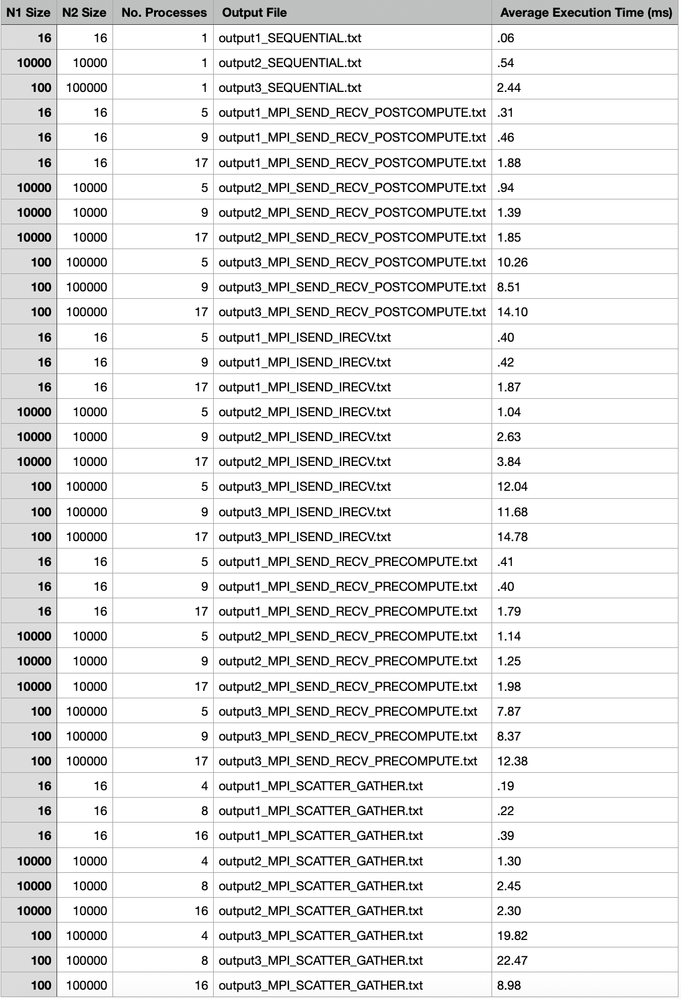 N1 Size N2 Size No. Processes Output File Average Execution Time (ms)
16 16 1 output1_SEQUENTIAL.txt .06
10000 10000 1 output2_SEQUENTIAL.txt .54
100 100000 1 output3_SEQUENTIAL.txt 2.44
16 16 5 output1_MPI_SEND_RECV_POSTCOMPUTE.txt .31
16 16 9 output1_MPI_SEND_RECV_POSTCOMPUTE.txt .46
16 16 17 output1_MPI_SEND_RECV_POSTCOMPUTE.txt 1.88
10000 10000 5 output2_MPI_SEND_RECV_POSTCOMPUTE.txt .94
10000 10000 9 output2_MPI_SEND_RECV_POSTCOMPUTE.txt 1.39
10000 10000 17 output2_MPI_SEND_RECV_POSTCOMPUTE.txt 1.85
100 100000 5 output3_MPI_SEND_RECV_POSTCOMPUTE.txt 10.26
100 100000 9 output3_MPI_SEND_RECV_POSTCOMPUTE.txt 8.51
100 100000 17 output3_MPI_SEND_RECV_POSTCOMPUTE.txt 14.10
16 16 5 output1_MPI_ISEND_IRECV.txt .40
16 16 9 output1_MPI_ISEND_IRECV.txt .42
16 16 17 output1_MPI_ISEND_IRECV.txt 1.87
10000 10000 5 output2_MPI_ISEND_IRECV.txt 1.04
10000 10000 9 output2_MPI_ISEND_IRECV.txt 2.63
10000 10000 17 output2_MPI_ISEND_IRECV.txt 3.84
100 100000 5 output3_MPI_ISEND_IRECV.txt 12.04
100 100000 9 output3_MPI_ISEND_IRECV.txt 11.68
100 100000 17 output3_MPI_ISEND_IRECV.txt 14.78
16 16 5 output1_MPI_SEND_RECV_PRECOMPUTE.txt .41
16 16 9 output1_MPI_SEND_RECV_PRECOMPUTE.txt .40
16 16 17 output1_MPI_SEND_RECV_PRECOMPUTE.txt 1.79
10000 10000 5 output2_MPI_SEND_RECV_PRECOMPUTE.txt 1.14
10000 10000 9 output2_MPI_SEND_RECV_PRECOMPUTE.txt 1.25
10000 10000 17 output2_MPI_SEND_RECV_PRECOMPUTE.txt 1.98
100 100000 5 output3_MPI_SEND_RECV_PRECOMPUTE.txt 7.87
100 100000 9 output3_MPI_SEND_RECV_PRECOMPUTE.txt 8.37
100 100000 17 output3_MPI_SEND_RECV_PRECOMPUTE.txt 12.38
16 16 4 output1_MPI_SCATTER_GATHER.txt .19
16 16 8 output1_MPI_SCATTER_GATHER.txt .22
16 16 16 output1_MPI_SCATTER_GATHER.txt .39
10000 10000 4 output2_MPI_SCATTER_GATHER.txt 1.30
10000 10000 8 output2_MPI_SCATTER_GATHER.txt 2.45
10000 10000 16 output2_MPI_SCATTER_GATHER.txt 2.30
100 100000 4 output3_MPI_SCATTER_GATHER.txt 19.82
100 100000 8 output3_MPI_SCATTER_GATHER.txt 22.47
100 100000 16 output3_MPI_SCATTER_GATHER.txt 8.98